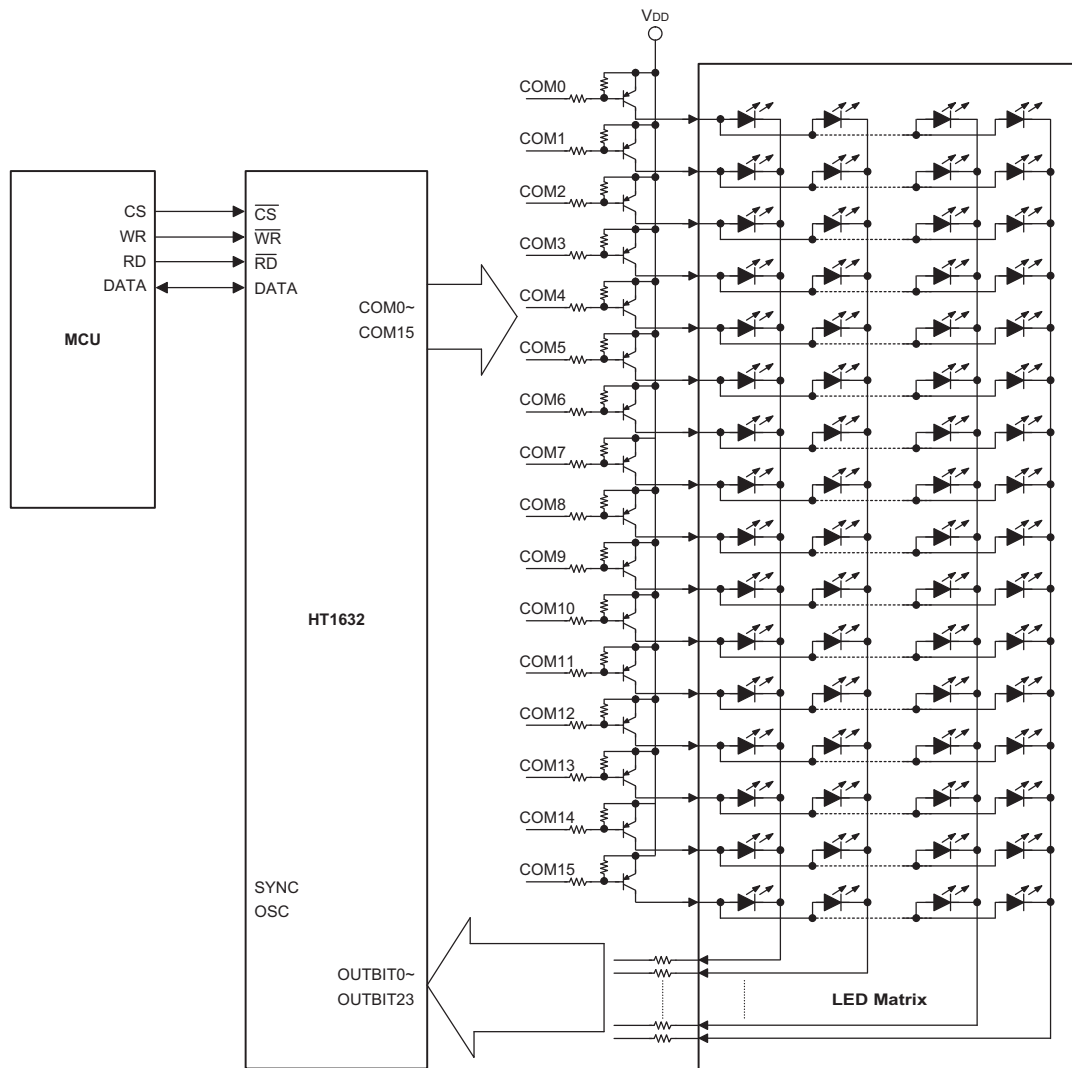 VDD
COM0
COM1
COM2
COM3
COM4
COM5
COM6
COM7
COM8
COM9
COM10
COM11
COM12
COM13
COM14
COM15
CS
WR
RD
DATA
MCU
CS
WR
RD
DATA
COM0~
COM15
HT1632
SYNC
OSC
OUTBIT0~
OUTBIT23
LED Matrix